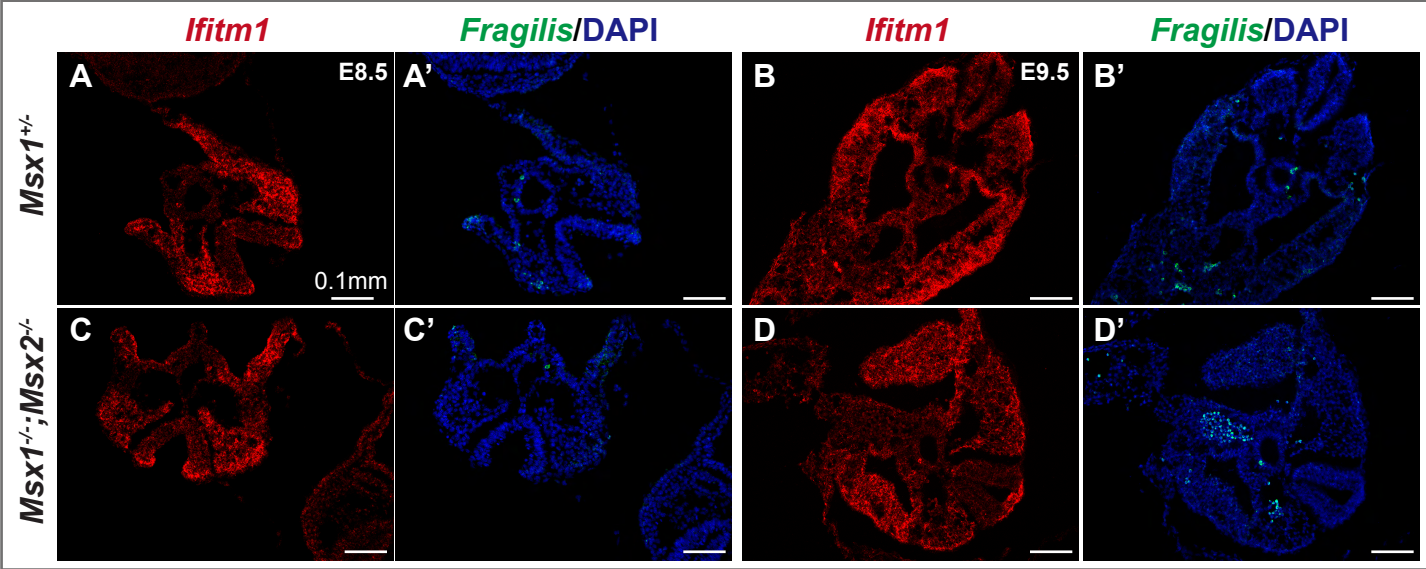 Ifitm1 Fragilis/DAPI Ifitm1 Fragilis/DAPI
Msx1+/-
A E8.5 A’ B E9.5 B’
0.1mm
Msx1-/-;Msx2-/-
C C’ D D’